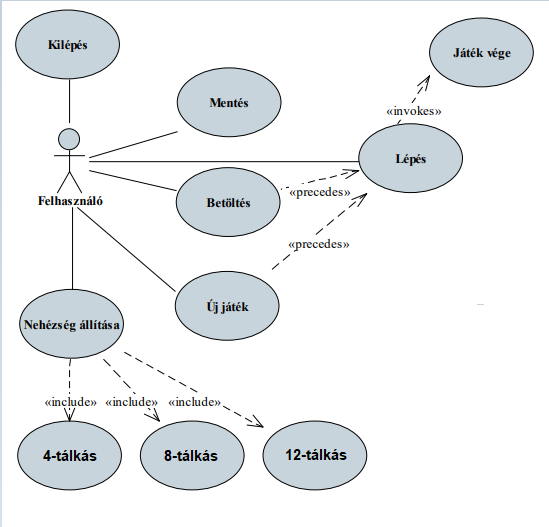 Kilépés
Játék vége
Mentés
«invokes»
Lépés
Felhasználó
Betöltés
«precedes»
«precedes»
Új játék
Nehézség állítása
«include»
«include»
«include»
4-tálkás
8-tálkás
12-tálkás